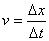 v = Δx / Δt